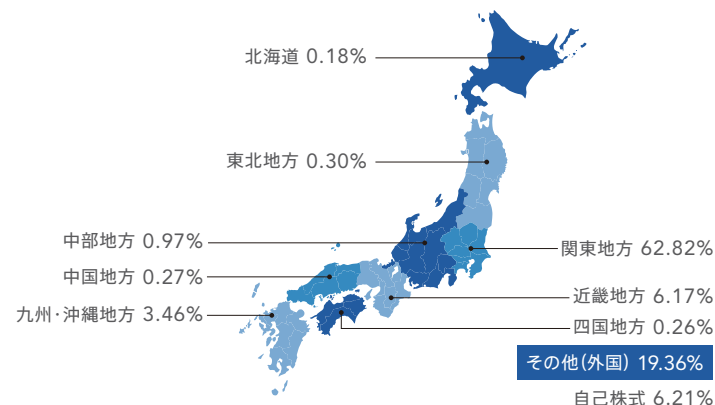 北海道 0.18%
東北地方 0.30%
中部地方 0.97%
関東地方 62.82%
中国地方 0.27%
近畿地方 6.17%
九州・沖縄地方 3.46%
四国地方 0.26%
その他(外国) 19.36%
自己株式 6.21%